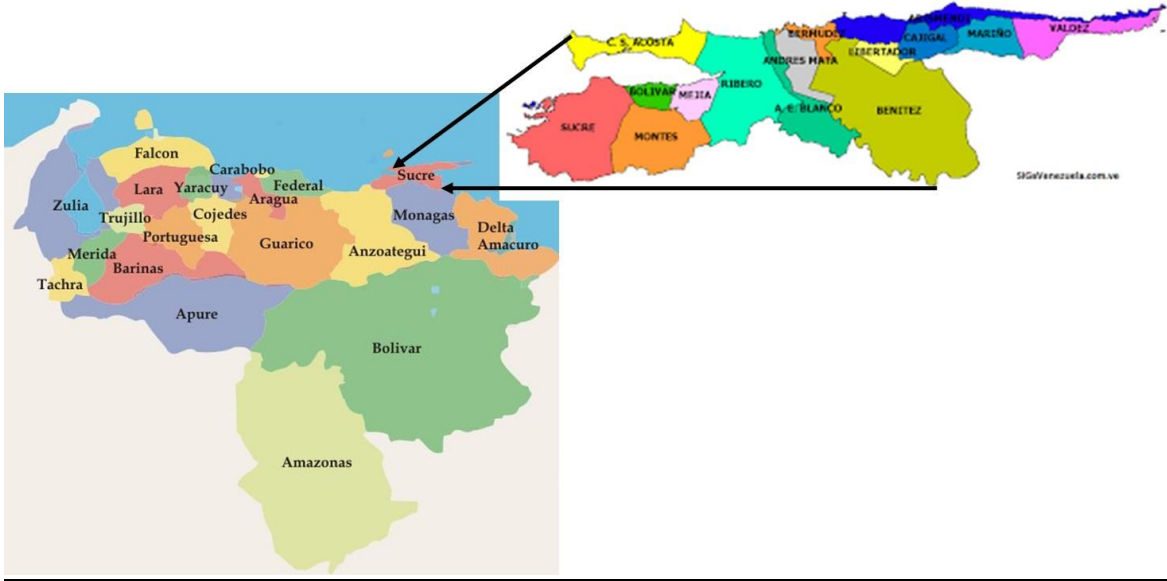 ARISMENDI
VALDEZ
BERMUDEZ
CAJIGAL
MARIÑO
C. S. ACOSTA
LIBERTADOR
ANDRES MATA
RIBERO
BOLIVAR
MEJIA
A. E. BLANCO
BENITEZ
SUCRE
MONTES
SIGeVenezuela.com.ve
Falcon
Carabobo
Sucre
Lara
Yaracuy
Federal
Aragua
Zulia
Trujillo
Cojedes
Monagas
Portuguesa
Guarico
Delta
Amacuro
Merida
Barinas
Anzoategui
Tachra
Apure
Bolivar
Amazonas